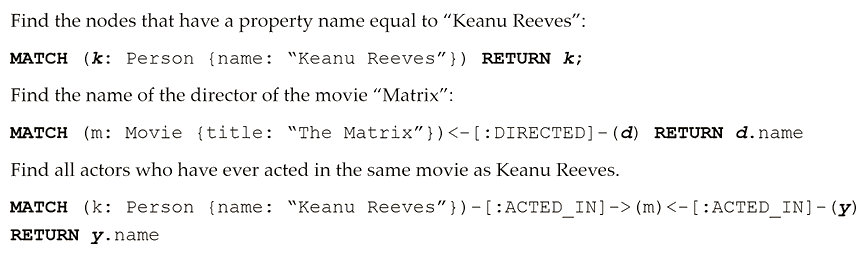 Find the nodes that have a property name equal to “Keanu Reeves”:
MATCH (k: Person {name: “Keanu Reeves”}) RETURN k;
Find the name of the director of the movie “Matrix”:
MATCH (m: Movie {title: “The Matrix”})<-[:DIRECTED]-(d) RETURN d.name
Find all actors who have ever acted in the same movie as Keanu Reeves.
MATCH (k: Person {name: “Keanu Reeves”})-[:ACTED_IN]->(m)<-[:ACTED_IN]-(y)
RETURN y.name